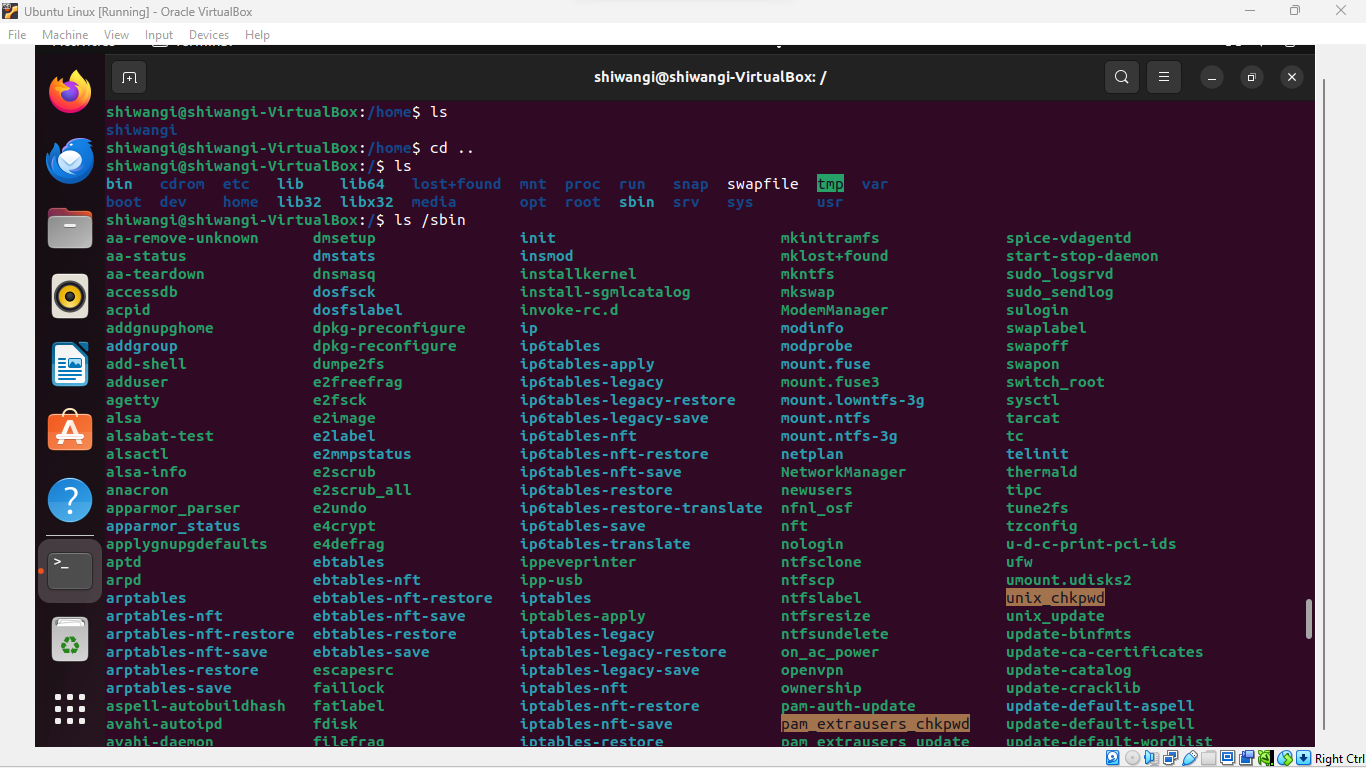 Ubuntu Linux [Running] - Oracle VirtualBox
File Machine View Input Devices Help
shiwangi@shiwangi-VirtualBox: /
shiwangi@shiwangi-VirtualBox:/home$ ls
shiwangi
shiwangi@shiwangi-VirtualBox:/home$ cd ..
shiwangi@shiwangi-VirtualBox:/$ ls
bin cdrom etc lib lib64 lost+found mnt proc run snap swapfile tmp var
boot dev home lib32 libx32 media opt root sbin srv sys usr
shiwangi@shiwangi-VirtualBox:/$ ls /sbin
aa-remove-unknown dmsetup init mkinitramfs spice-vdagentd
aa-status dmstats insmod mklost+found start-stop-daemon
aa-teardown dnsmasq installkernel mkntfs sudo_logsrvd
accessdb dosfsck install-sgmlcatalog mkswap sudo_sendlog
acpid dosfslabel invoke-rc.d ModemManager sulogin
addgnupghome dpkg-preconfigure ip modinfo swaplabel
addgroup dpkg-reconfigure ip6tables modprobe swapoff
add-shell dumpe2fs ip6tables-apply mount.fuse swapon
adduser e2freefrag ip6tables-legacy mount.fuse3 switch_root
agetty e2fsck ip6tables-legacy-restore mount.lowntfs-3g sysctl
alsa e2image ip6tables-legacy-save mount.ntfs tarcat
alsabat-test e2label ip6tables-nft mount.ntfs-3g tc
alsactl e2mmpstatus ip6tables-nft-restore netplan telinit
alsa-info e2scrub ip6tables-nft-save NetworkManager thermald
anacron e2scrub_all ip6tables-restore newusers tipc
apparmor_parser e2undo ip6tables-restore-translate nfnl_osf tune2fs
apparmor_status e4crypt ip6tables-save nft tzconfig
applygnupgdefaults e4defrag ip6tables-translate nologin u-d-c-print-pci-ids
aptd ebtables ippeveprinter ntfsclone ufw
arpd ebtables-nft ipp-usb ntfscp umount.udisks2
arptables ebtables-nft-restore iptables ntfslabel unix_chkpwd
arptables-nft ebtables-nft-save iptables-apply ntfsresize unix_update
arptables-nft-restore ebtables-restore iptables-legacy ntfsundelete update-binfmts
arptables-nft-save ebtables-save iptables-legacy-restore on_ac_power update-ca-certificates
arptables-restore escapesrc iptables-legacy-save openvpn update-catalog
arptables-save faillock iptables-nft ownership update-cracklib
aspell-autobuildhash fatlabel iptables-nft-restore pam-auth-update update-default-aspell
avahi-autoipd fdisk iptables-nft-save pam_extrausers_chkpwd update-default-ispell
avahi-daemon filefrag iptables-restore pam_extrausers_update update-default-wordlist
Right Ctrl